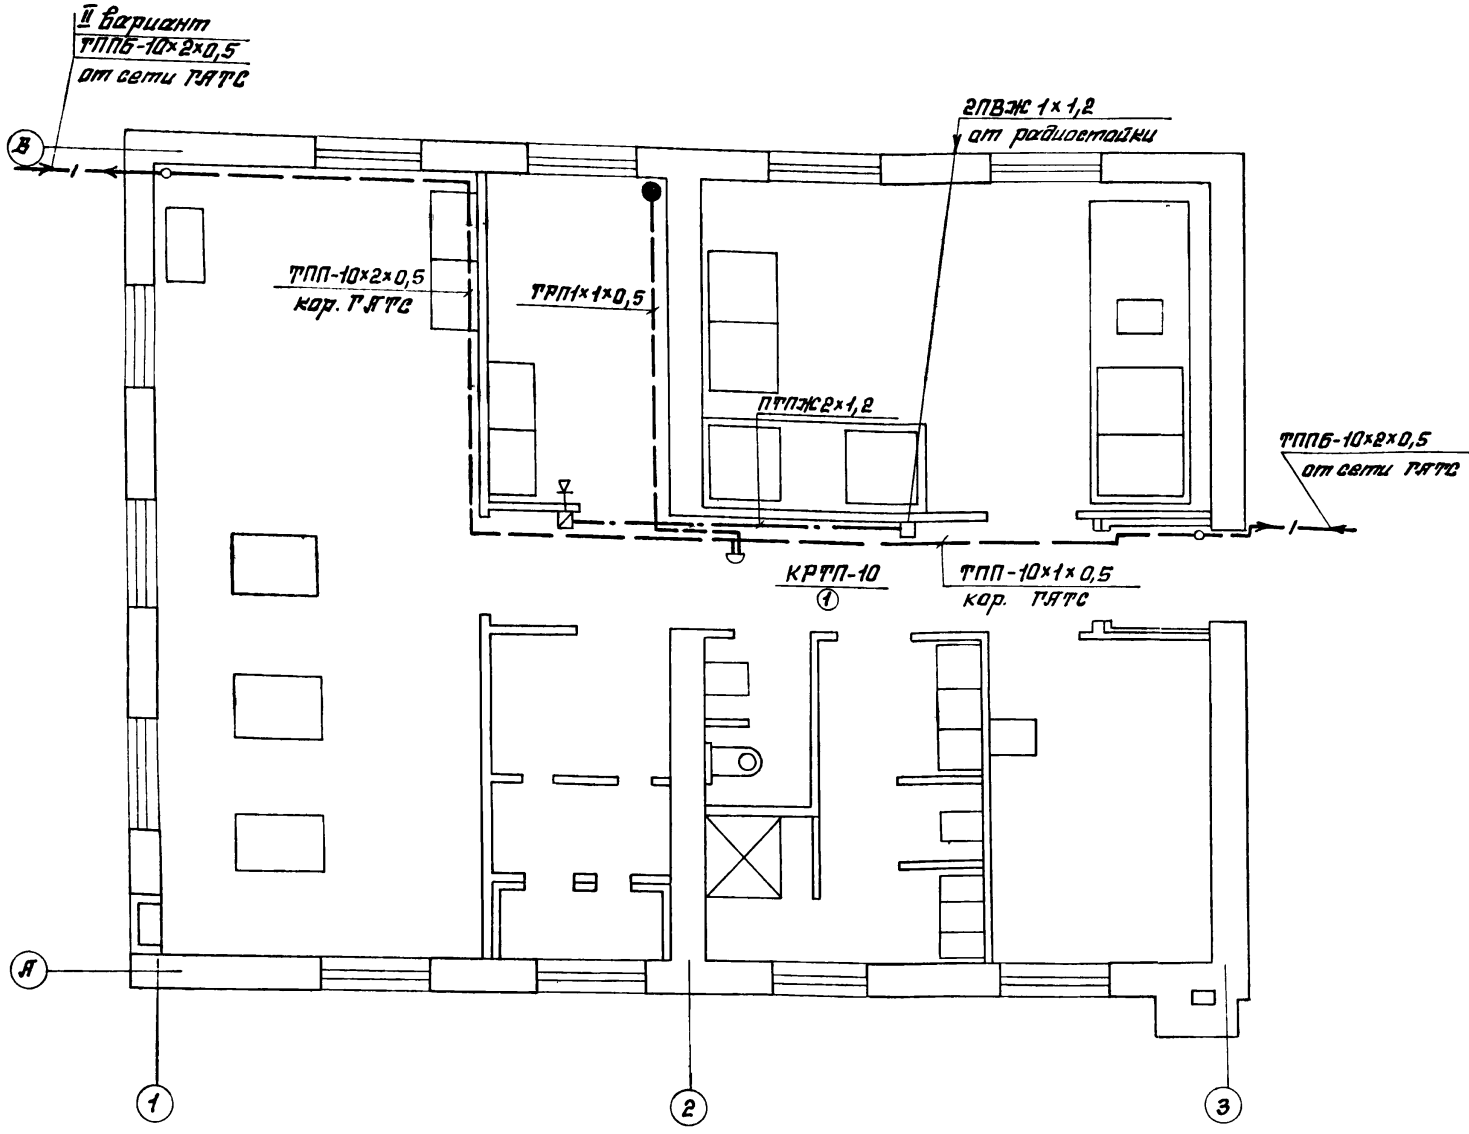 II вариант
ТППБ-10×2×0,5
от сети ГАТС
2ПВЖ 1×1,2
от радиостойки
В
ТПП-10×2×0,5
кор. ГАТС
ТРП1×1×0,5
ПТПЖ2×1,2
ТППБ-10×2×0,5
от сети ГАТС
КРТП-10
1
ТПП-10×1×0,5
кор. ГАТС
А
1
2
3